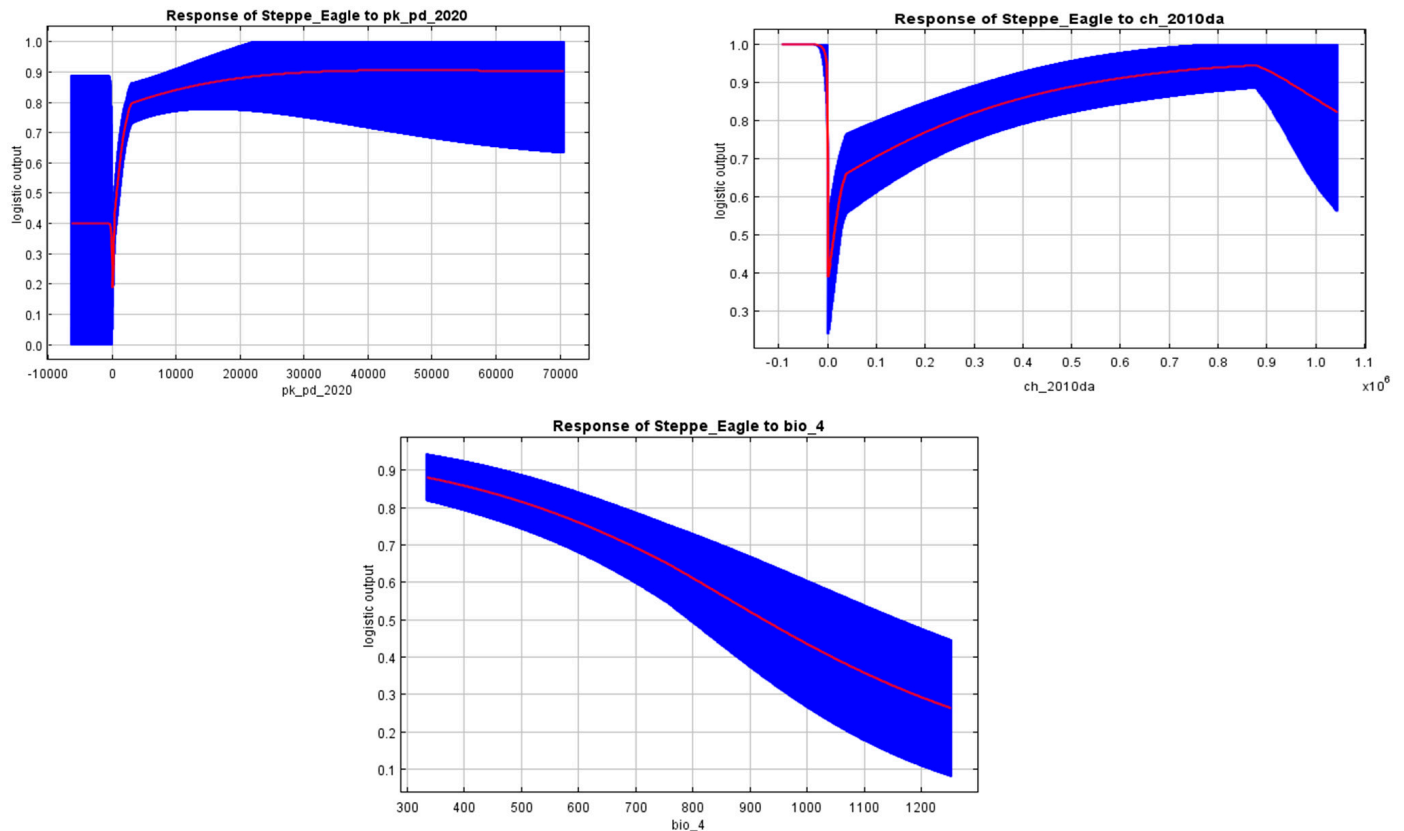 Response of Steppe_Eagle to pk_pd_2020
logistic output
1.0
0.9
0.8
0.7
0.6
0.5
0.4
0.3
0.2
0.1
0.0
-10000 0 10000 20000 30000 40000 50000 60000 70000
pk_pd_2020
Response of Steppe_Eagle to ch_2010da
logistic output
1.0
0.9
0.8
0.7
0.6
0.5
0.4
0.3
-0.1 0.0 0.1 0.2 0.3 0.4 0.5 0.6 0.7 0.8 0.9 1.0 1.1
ch_2010da
x10^6
Response of Steppe_Eagle to bio_4
logistic output
0.9
0.8
0.7
0.6
0.5
0.4
0.3
0.2
0.1
300 400 500 600 700 800 900 1000 1100 1200
bio_4